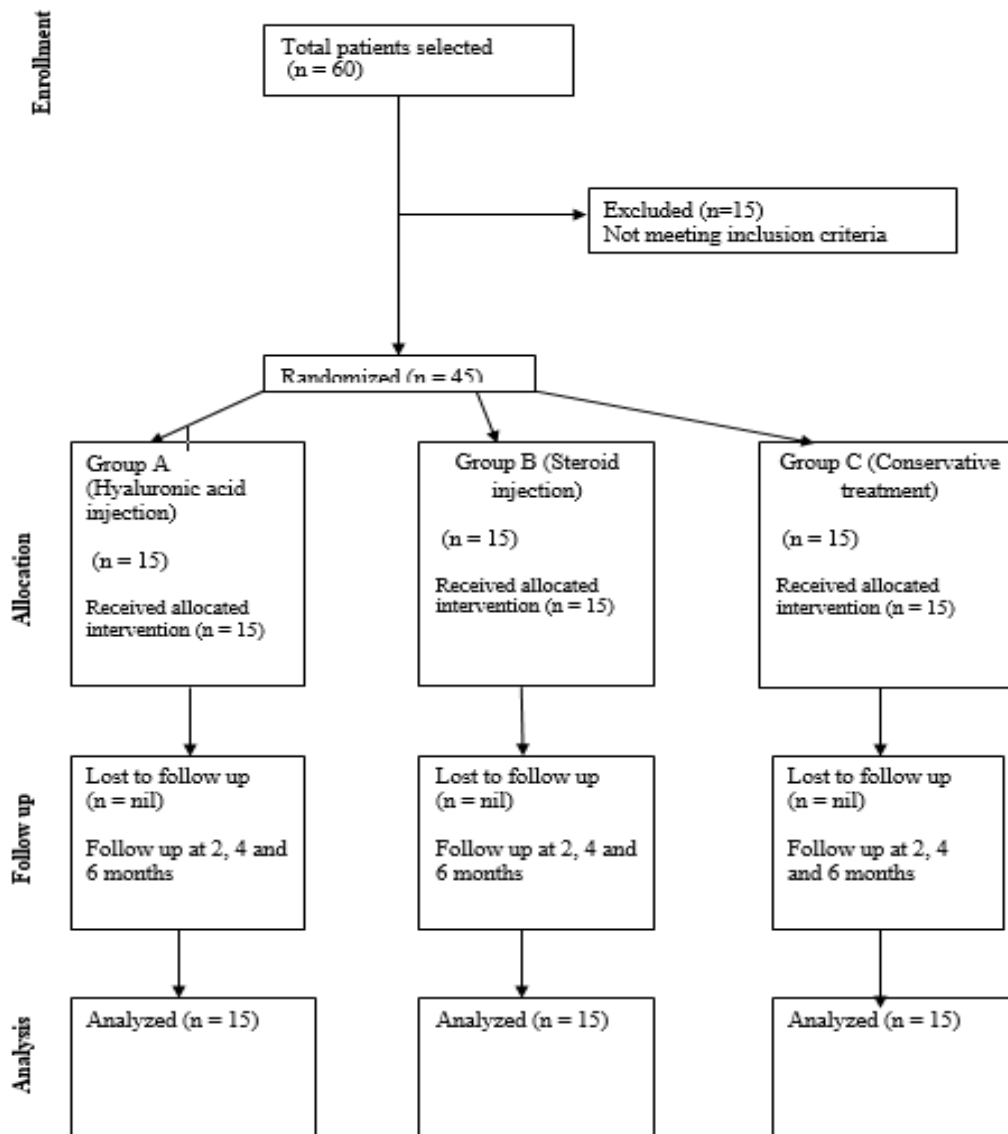 Enrollment
Total patients selected
(n = 60)
Excluded (n=15)
Not meeting inclusion criteria
Randomized (n = 45)
Allocation
Group A
(Hyaluronic acid
injection)
(n = 15)
Received allocated
intervention (n = 15)
Group B (Steroid
injection)
(n = 15)
Received allocated
intervention (n = 15)
Group C (Conservative
treatment)
(n = 15)
Received allocated
intervention (n = 15)
Follow up
Lost to follow up
(n = nil)
Follow up at 2, 4 and
6 months
Lost to follow up
(n = nil)
Follow up at 2, 4 and
6 months
Lost to follow up
(n = nil)
Follow up at 2, 4
and 6 months
Analysis
Analyzed (n = 15)
Analyzed (n = 15)
Analyzed (n = 15)